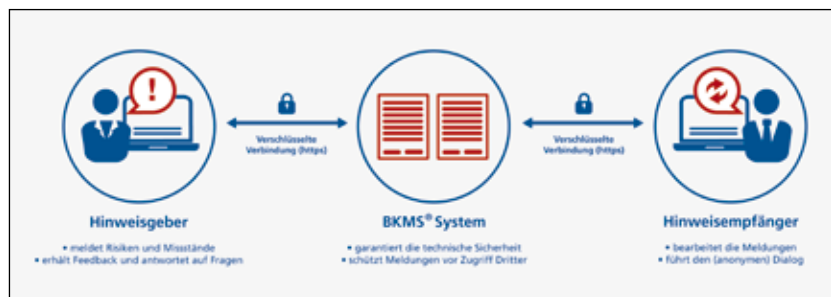 !
Verschlüsselte
Verbindung (https)
Verschlüsselte
Verbindung (https)
Hinweisgeber
• meldet Risiken und Missstände
• erhält Feedback und antwortet auf Fragen
BKMS® System
• garantiert die technische Sicherheit
• schützt Meldungen vor Zugriff Dritter
Hinweisempfänger
• bearbeitet die Meldungen
• führt den (anonymen) Dialog